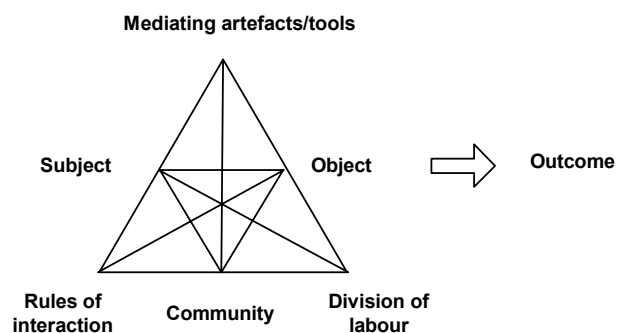 Mediating artefacts/tools
Subject
Object
Outcome
Rules of
interaction
Community
Division of
labour